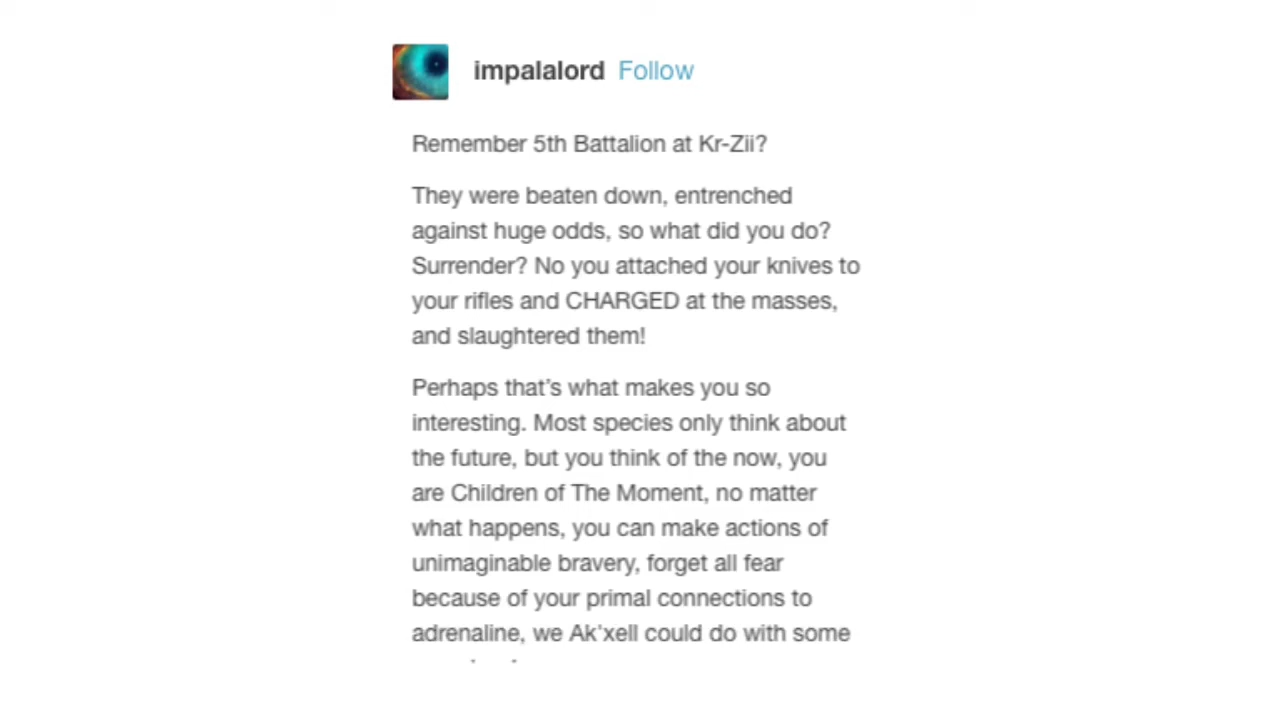 impalalord Follow
Remember 5th Battalion at Kr-Zii?
They were beaten down, entrenched
against huge odds, so what did you do?
Surrender? No you attached your knives to
your rifles and CHARGED at the masses,
and slaughtered them!
Perhaps that’s what makes you so
interesting. Most species only think about
the future, but you think of the now, you
are Children of The Moment, no matter
what happens, you can make actions of
unimaginable bravery, forget all fear
because of your primal connections to
adrenaline, we Ak‘xell could do with some